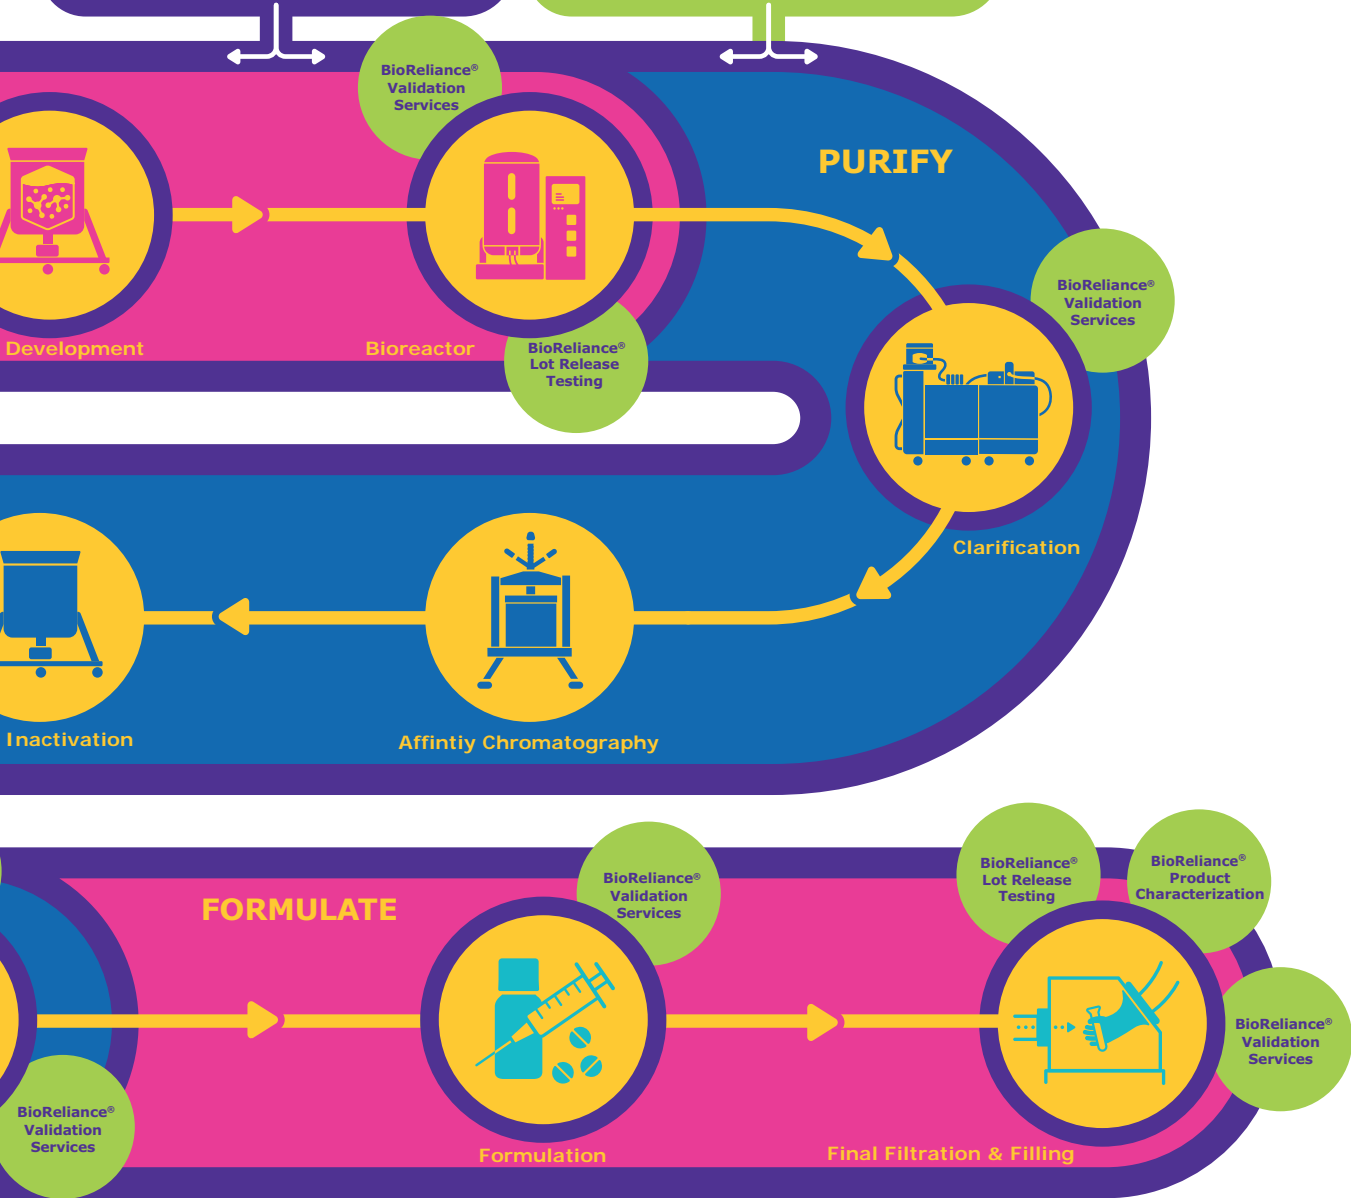 BioReliance®
Validation
Services
PURIFY
BioReliance®
Validation
Services
Development
Bioreactor
BioReliance®
Lot Release
Testing
Clarification
Inactivation
Affintiy Chromatography
BioReliance®
Validation
Services
BioReliance®
Lot Release
Testing
BioReliance®
Product
Characterization
FORMULATE
BioReliance®
Validation
Services
BioReliance®
Validation
Services
Formulation
Final Filtration & Filling